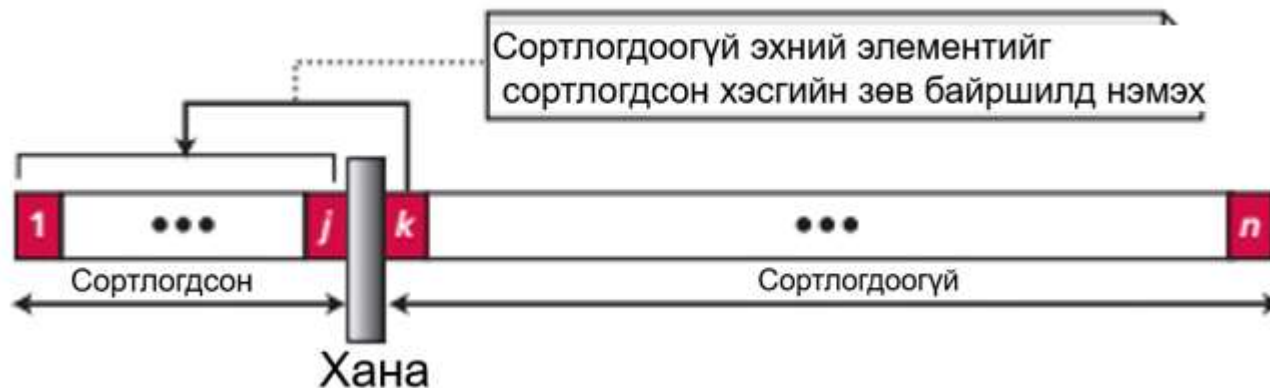 Сортлогдоогүй эхний элементийг
сортлогдсон хэсгийн зөв байршилд нэмэх
1 ••• j k ••• n
Сортлогдсон Сортлогдоогүй
Хана